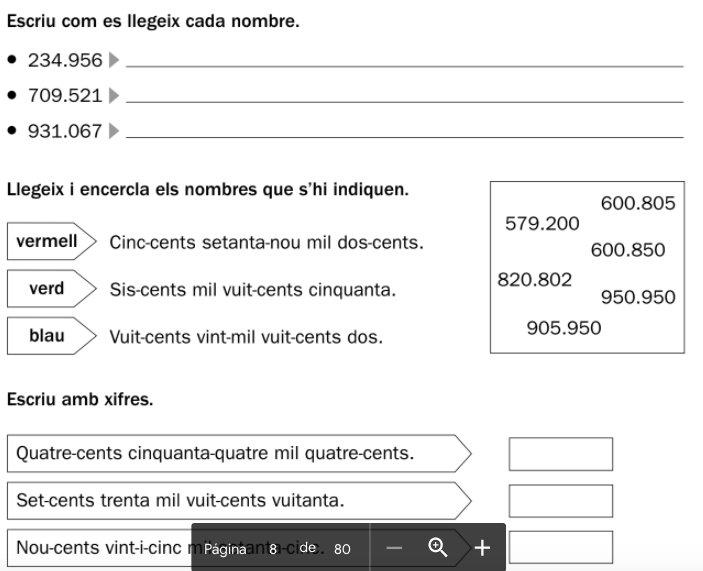 Escriu com es llegeix cada nombre.
• 234.956
• 709.521
• 931.067
Llegeix i encercla els nombres que s'hi indiquen.
vermell Cinc-cents setanta-nou mil dos-cents.
verd Sis-cents mil vuit-cents cinquanta.
blau Vuit-cents vint-mil vuit-cents dos.
600.805
579.200
600.850
820.802
950.950
905.950
Escriu amb xifres.
Quatre-cents cinquanta-quatre mil quatre-cents.
Set-cents trenta mil vuit-cents vuitanta.
Nou-cents vint-i-cinc mil setanta-cinc.
Página 8 de 80